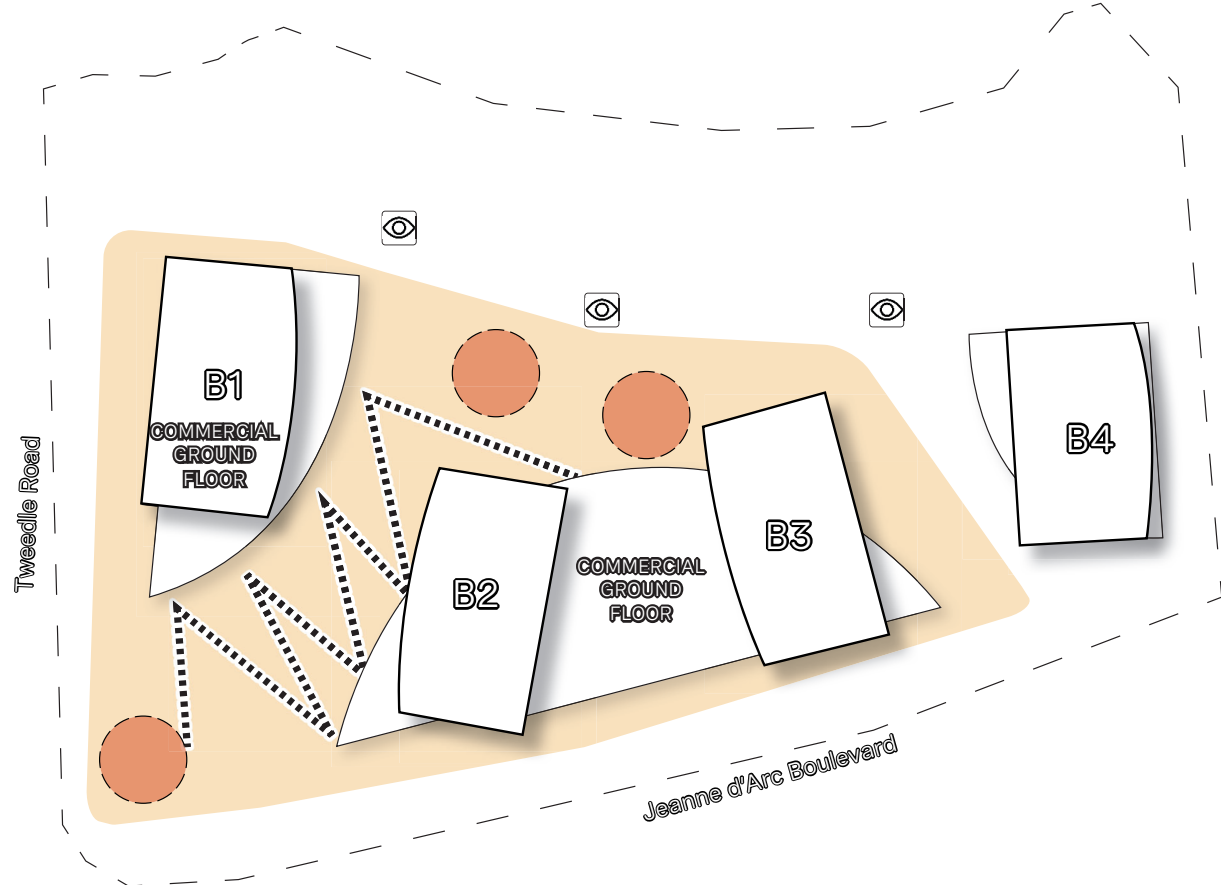 B1
COMMERCIAL
GROUND
FLOOR
B2
COMMERCIAL
GROUND
FLOOR
B3
B4
Tweedle Road
Jeanne d'Arc Boulevard